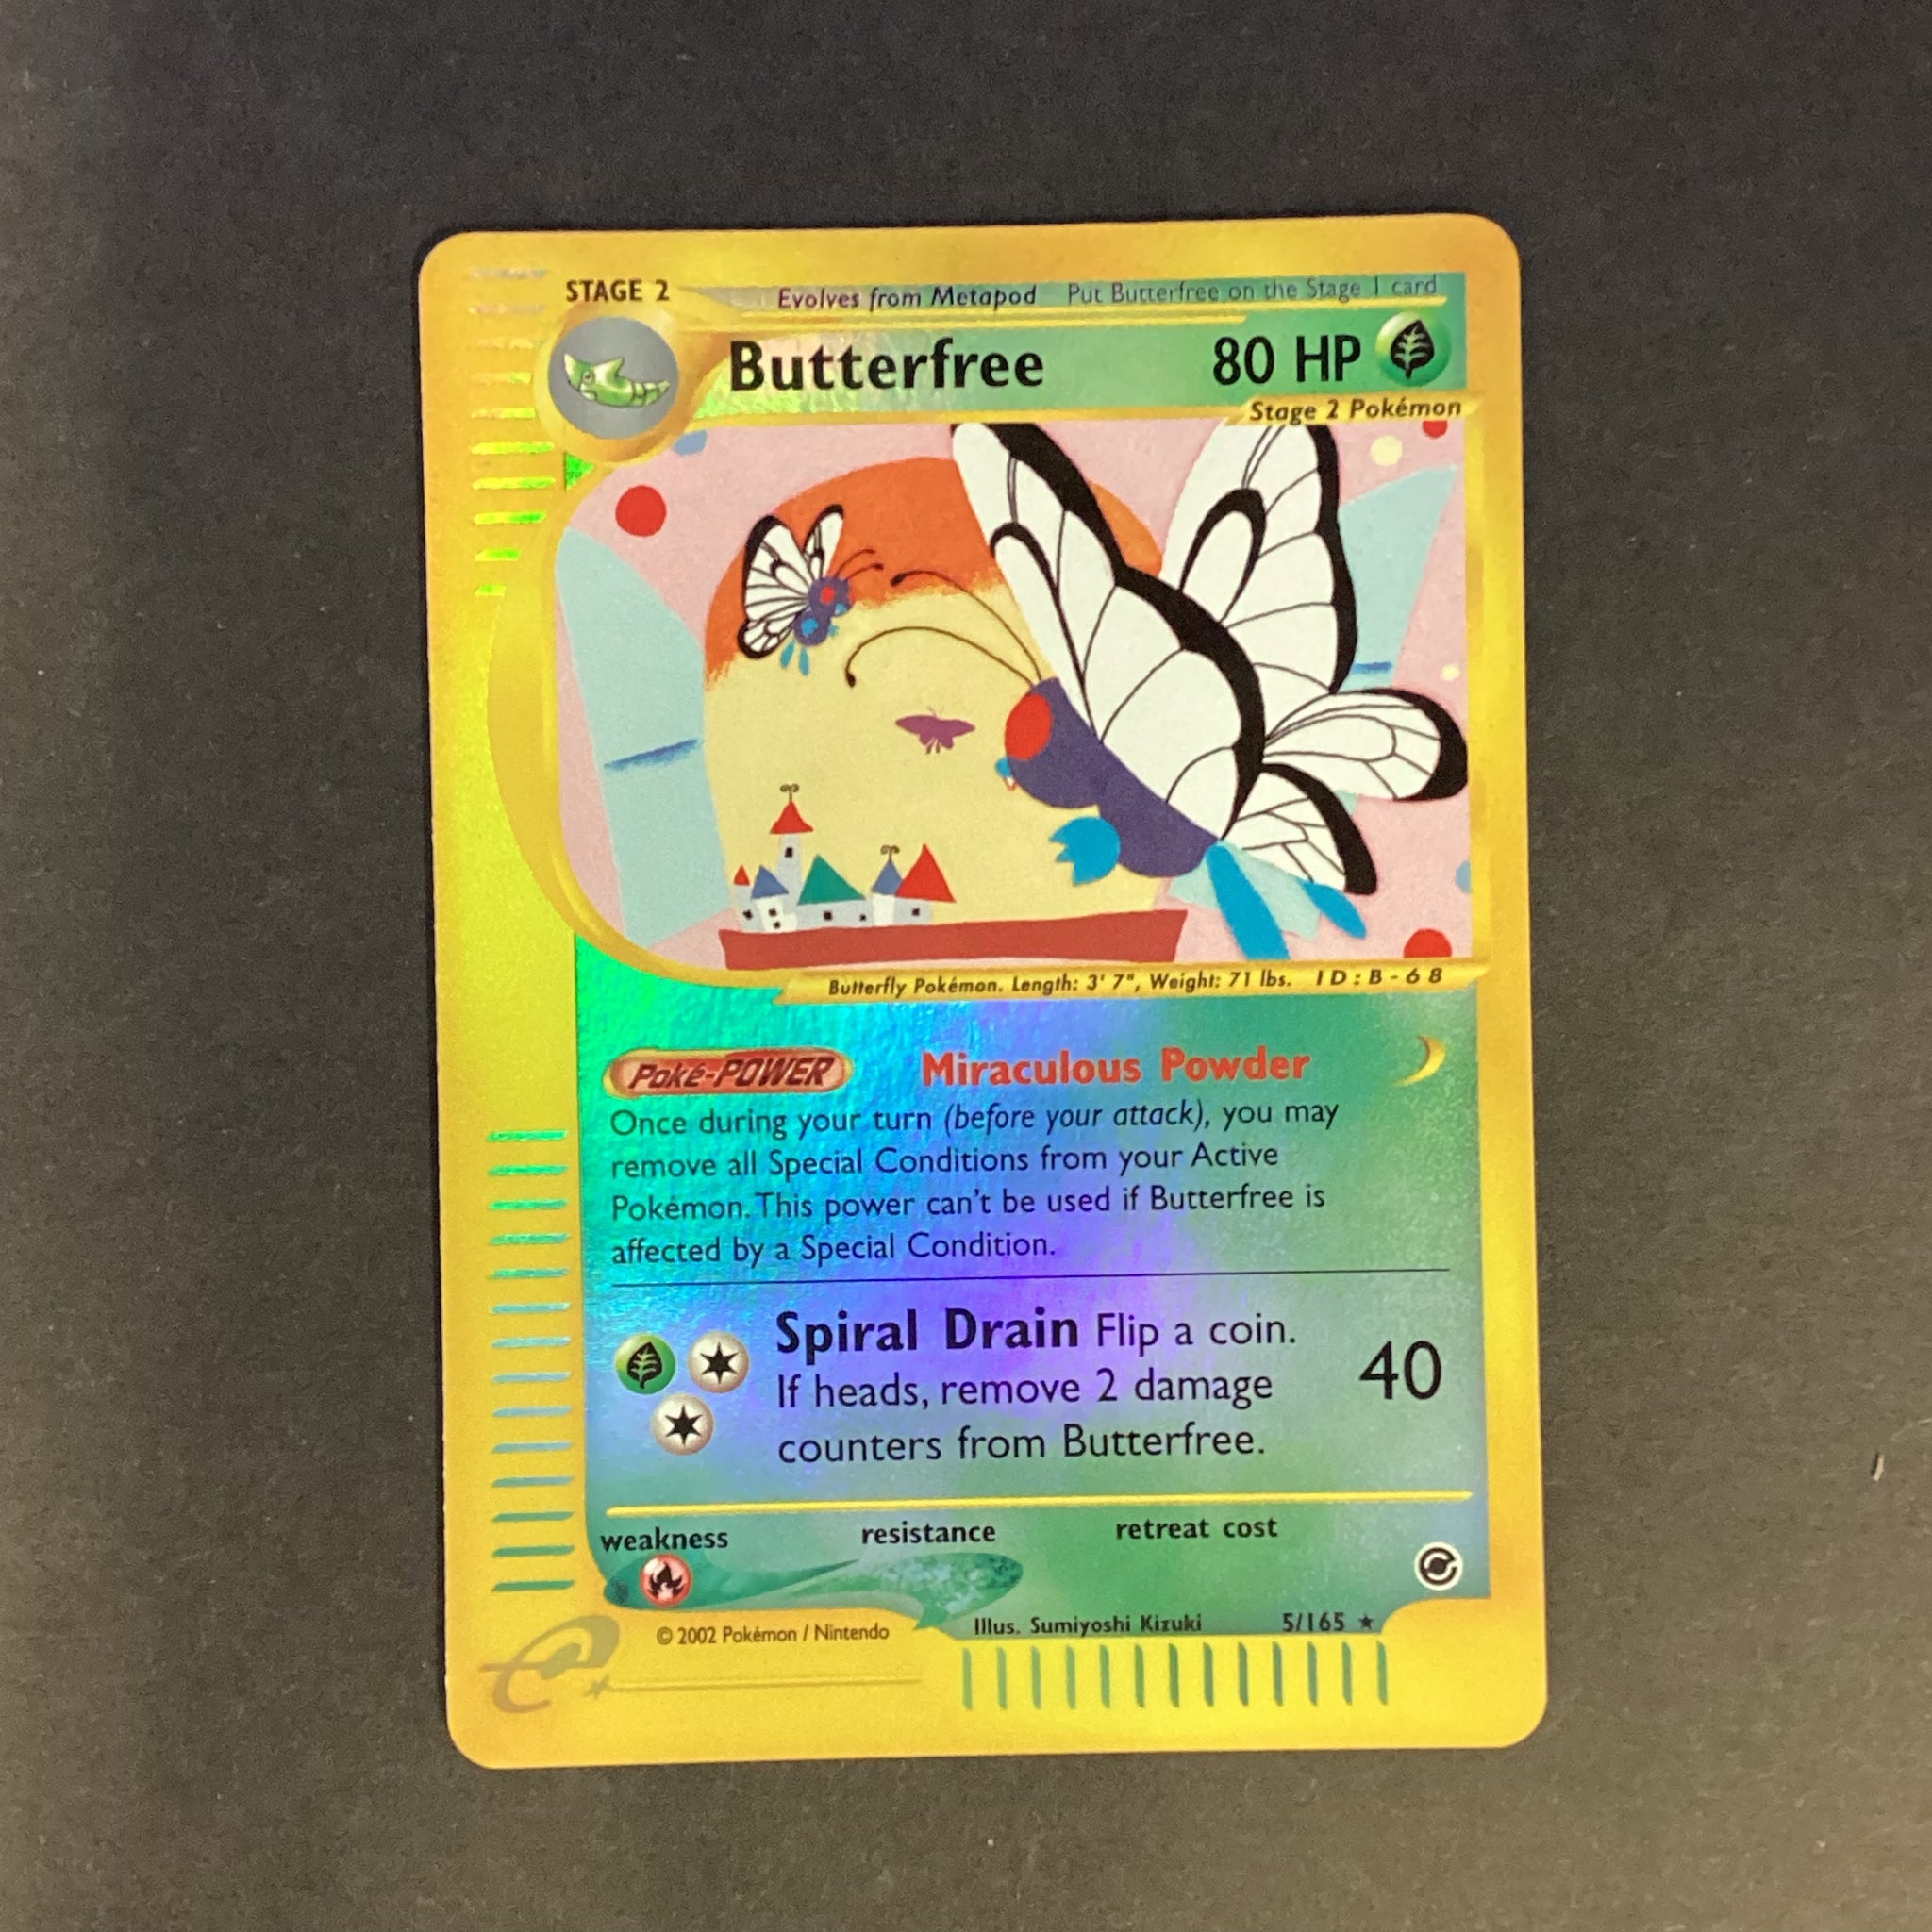 STAGE 2
Evolves from Metapod Put Butterfree on the Stage 1 card
Butterfree 80 HP
Stage 2 Pokémon
Butterfly Pokémon. Length: 3' 7", Weight: 71 lbs. ID:B-68
Poké-POWER Miraculous Powder
Once during your turn (before your attack), you may
remove all Special Conditions from your Active
Pokémon. This power can't be used if Butterfree is
affected by a Special Condition.
Spiral Drain Flip a coin.
If heads, remove 2 damage
counters from Butterfree.
40
weakness resistance retreat cost
© 2002 Pokémon / Nintendo
Illus. Sumiyoshi Kizuki 5/165 ★
e